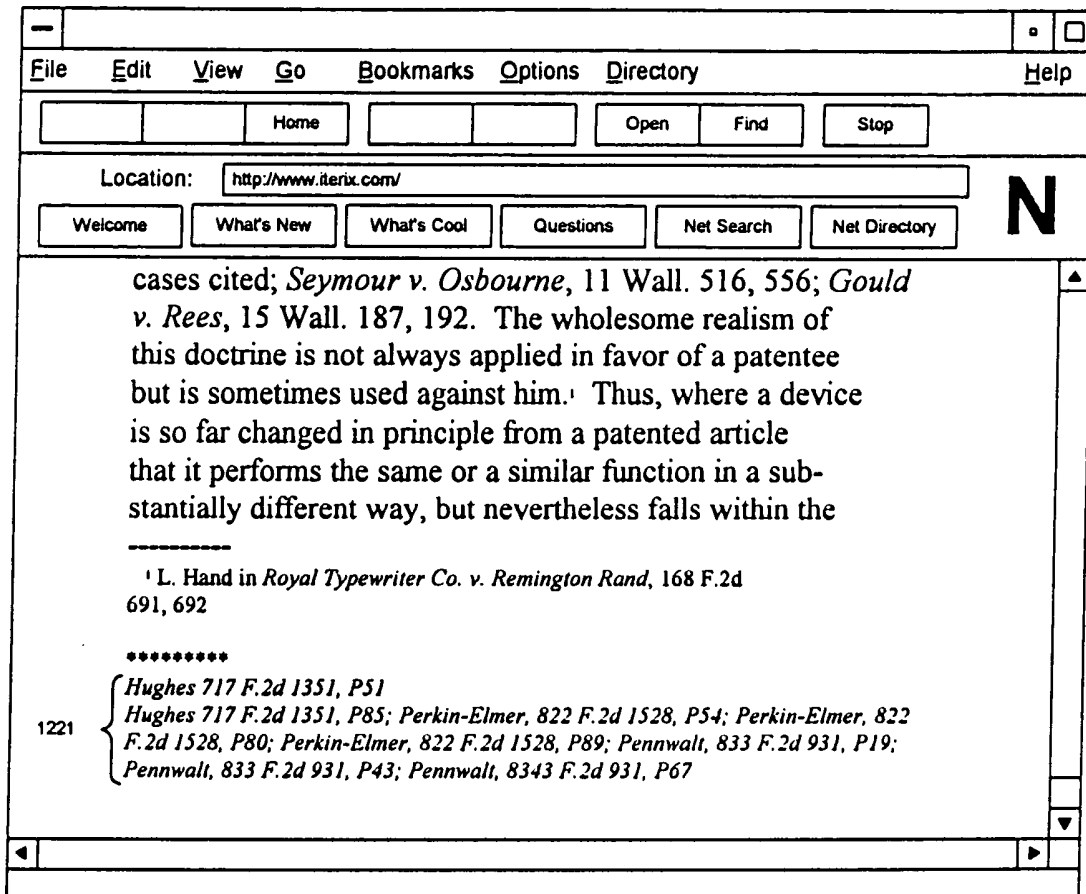 File Edit View Go Bookmarks Options Directory Help
Home Open Find Stop
Location: http://www.iterix.com/
N
Welcome What's New What's Cool Questions Net Search Net Directory
cases cited; Seymour v. Osbourne, 11 Wall. 516, 556; Gould
v. Rees, 15 Wall. 187, 192. The wholesome realism of
this doctrine is not always applied in favor of a patentee
but is sometimes used against him.¹ Thus, where a device
is so far changed in principle from a patented article
that it performs the same or a similar function in a sub-
stantially different way, but nevertheless falls within the
----------
¹ L. Hand in Royal Typewriter Co. v. Remington Rand, 168 F.2d
691, 692
*********
Hughes 717 F.2d 1351, P51
Hughes 717 F.2d 1351, P85; Perkin-Elmer, 822 F.2d 1528, P54; Perkin-Elmer, 822
1221
F.2d 1528, P80; Perkin-Elmer, 822 F.2d 1528, P89; Pennwalt, 833 F.2d 931, P19;
Pennwalt, 833 F.2d 931, P43; Pennwalt, 8343 F.2d 931, P67